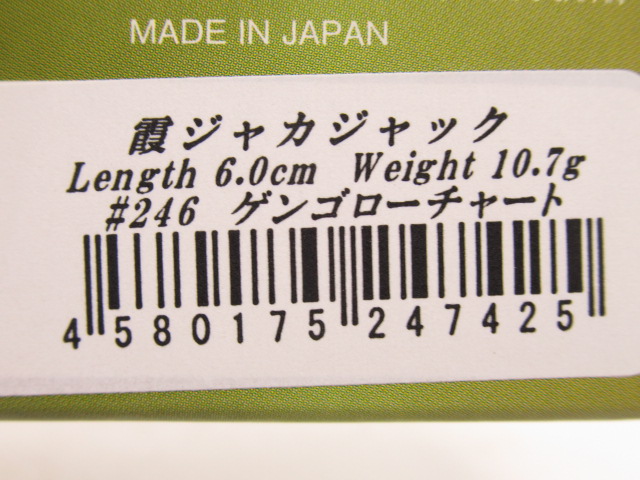 MADE IN JAPAN
霞ジャカジャック
Length 6.0cm Weight 10.7g
#246 ゲンゴローチャート
4 580175 247425